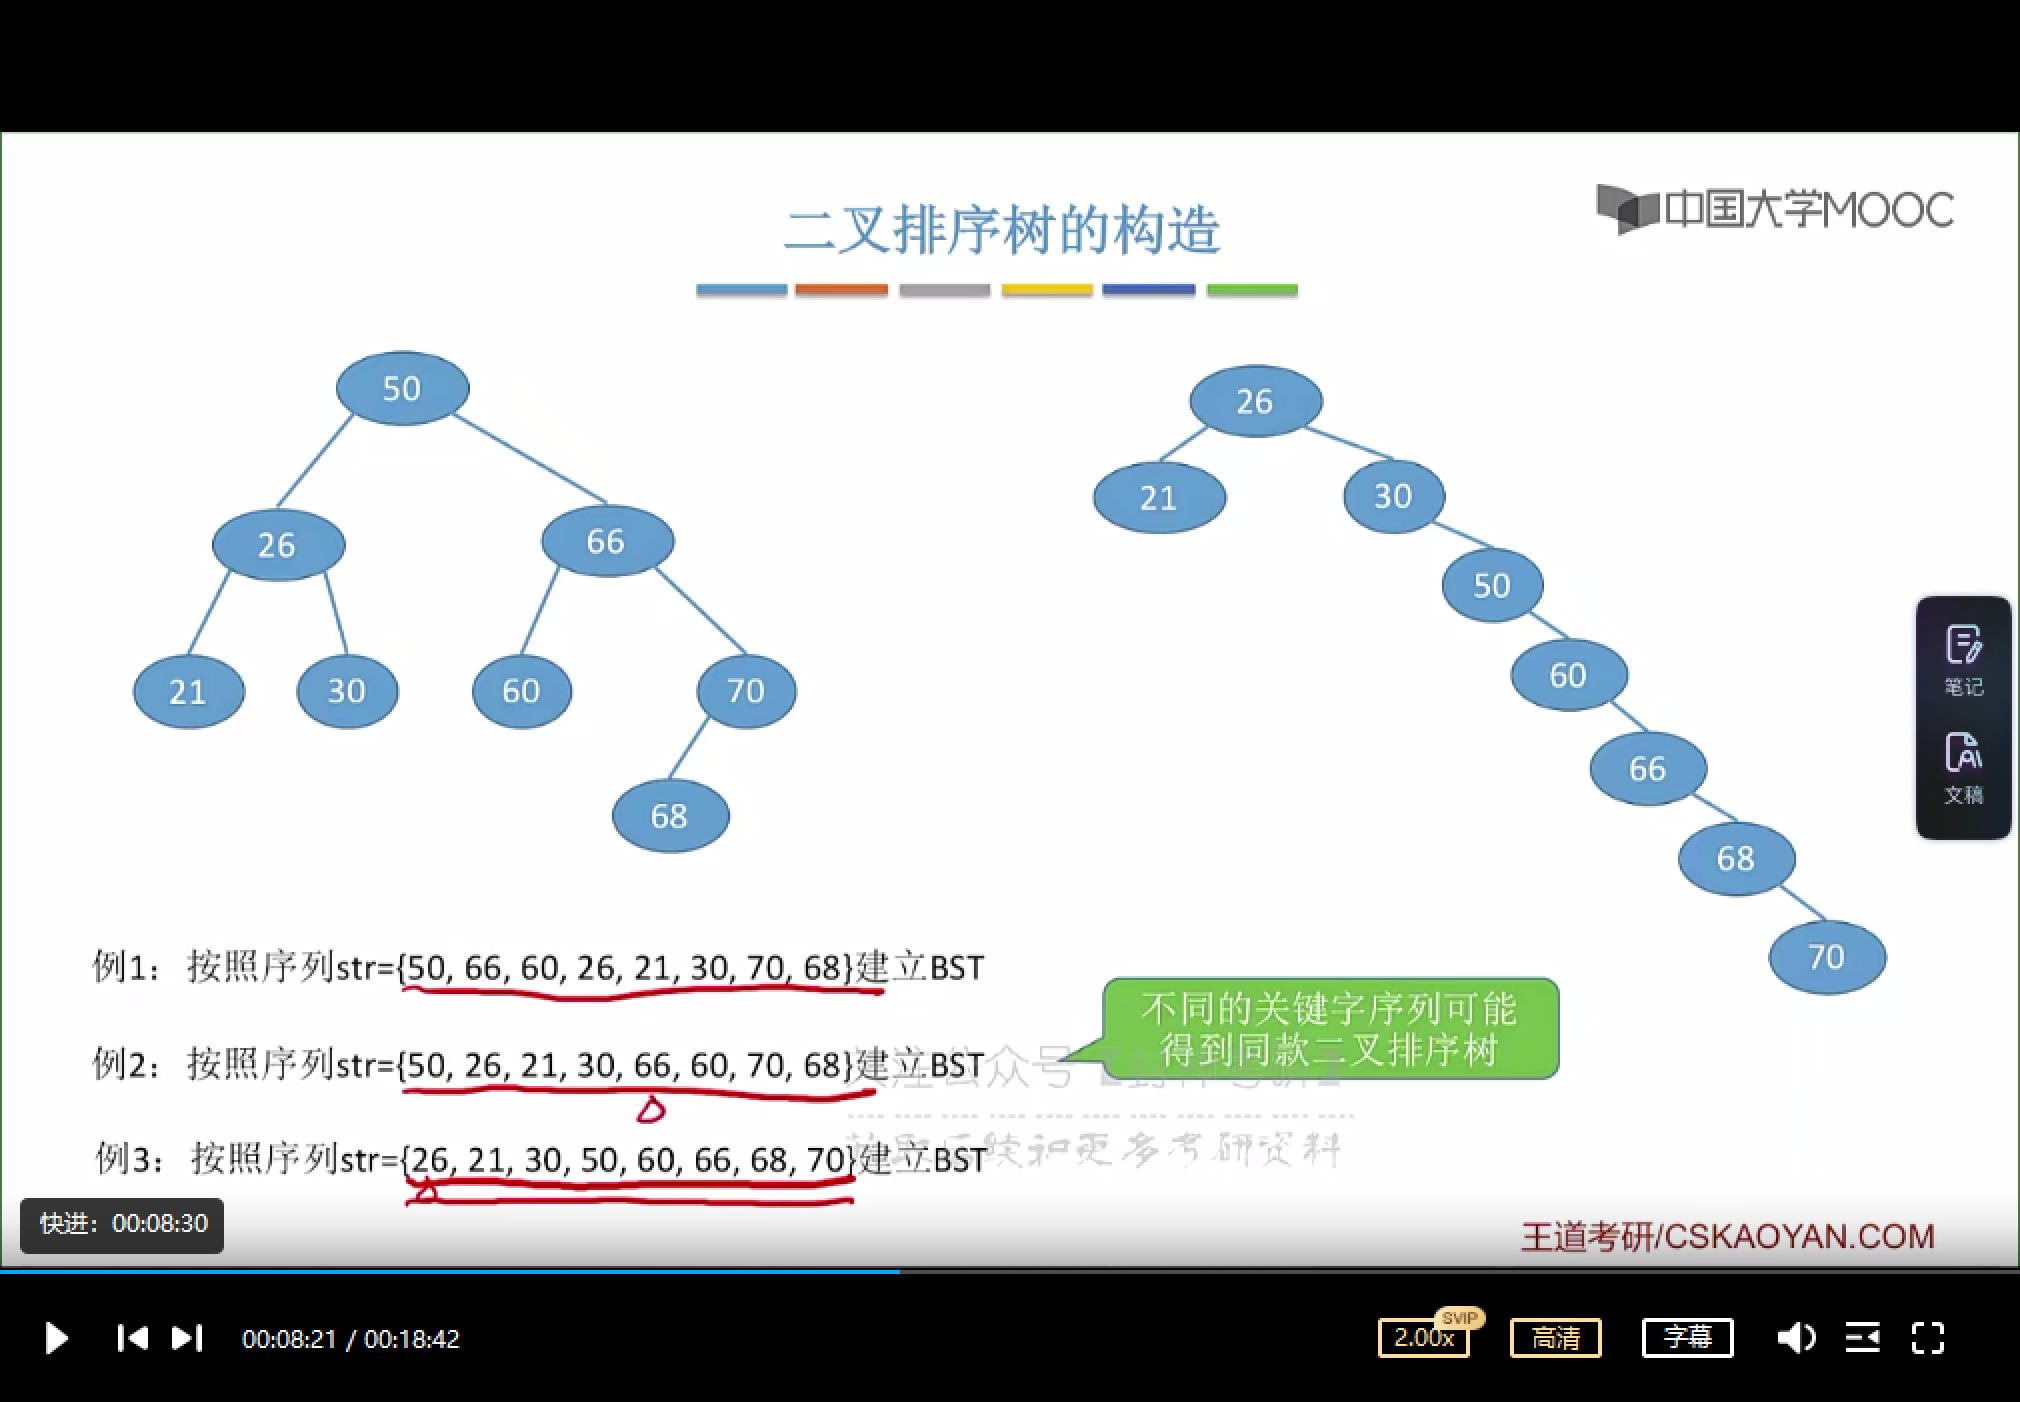 中国大学MOOC
二叉排序树的构造
50
26
66
21
30
60
70
68
26
21
30
50
60
66
68
70
笔记
文稿
例1：按照序列str={50, 66, 60, 26, 21, 30, 70, 68}建立BST
例2：按照序列str={50, 26, 21, 30, 66, 60, 70, 68}建立BST
不同的关键字序列可能
得到同款二叉排序树
例3：按照序列str={26, 21, 30, 50, 60, 66, 68, 70}建立BST
和更多考研资料
快进：00:08:30
王道考研/CSKAOYAN.COM
00:08:21 / 00:18:42
SVIP
2.00x
高清
字幕